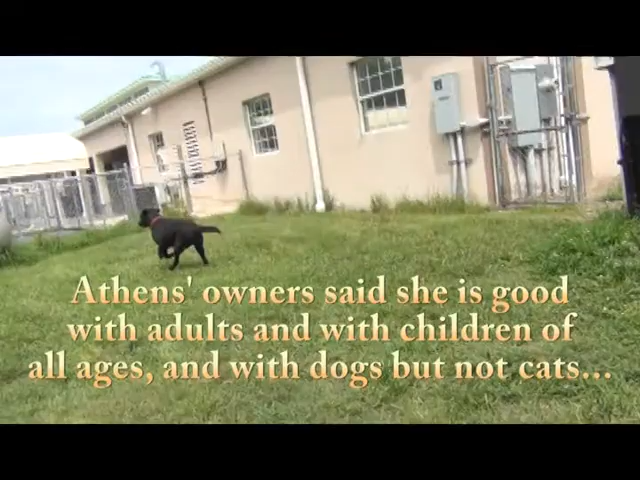 Athens' owners said she is good
with adults and with children of
all ages, and with dogs but not cats...